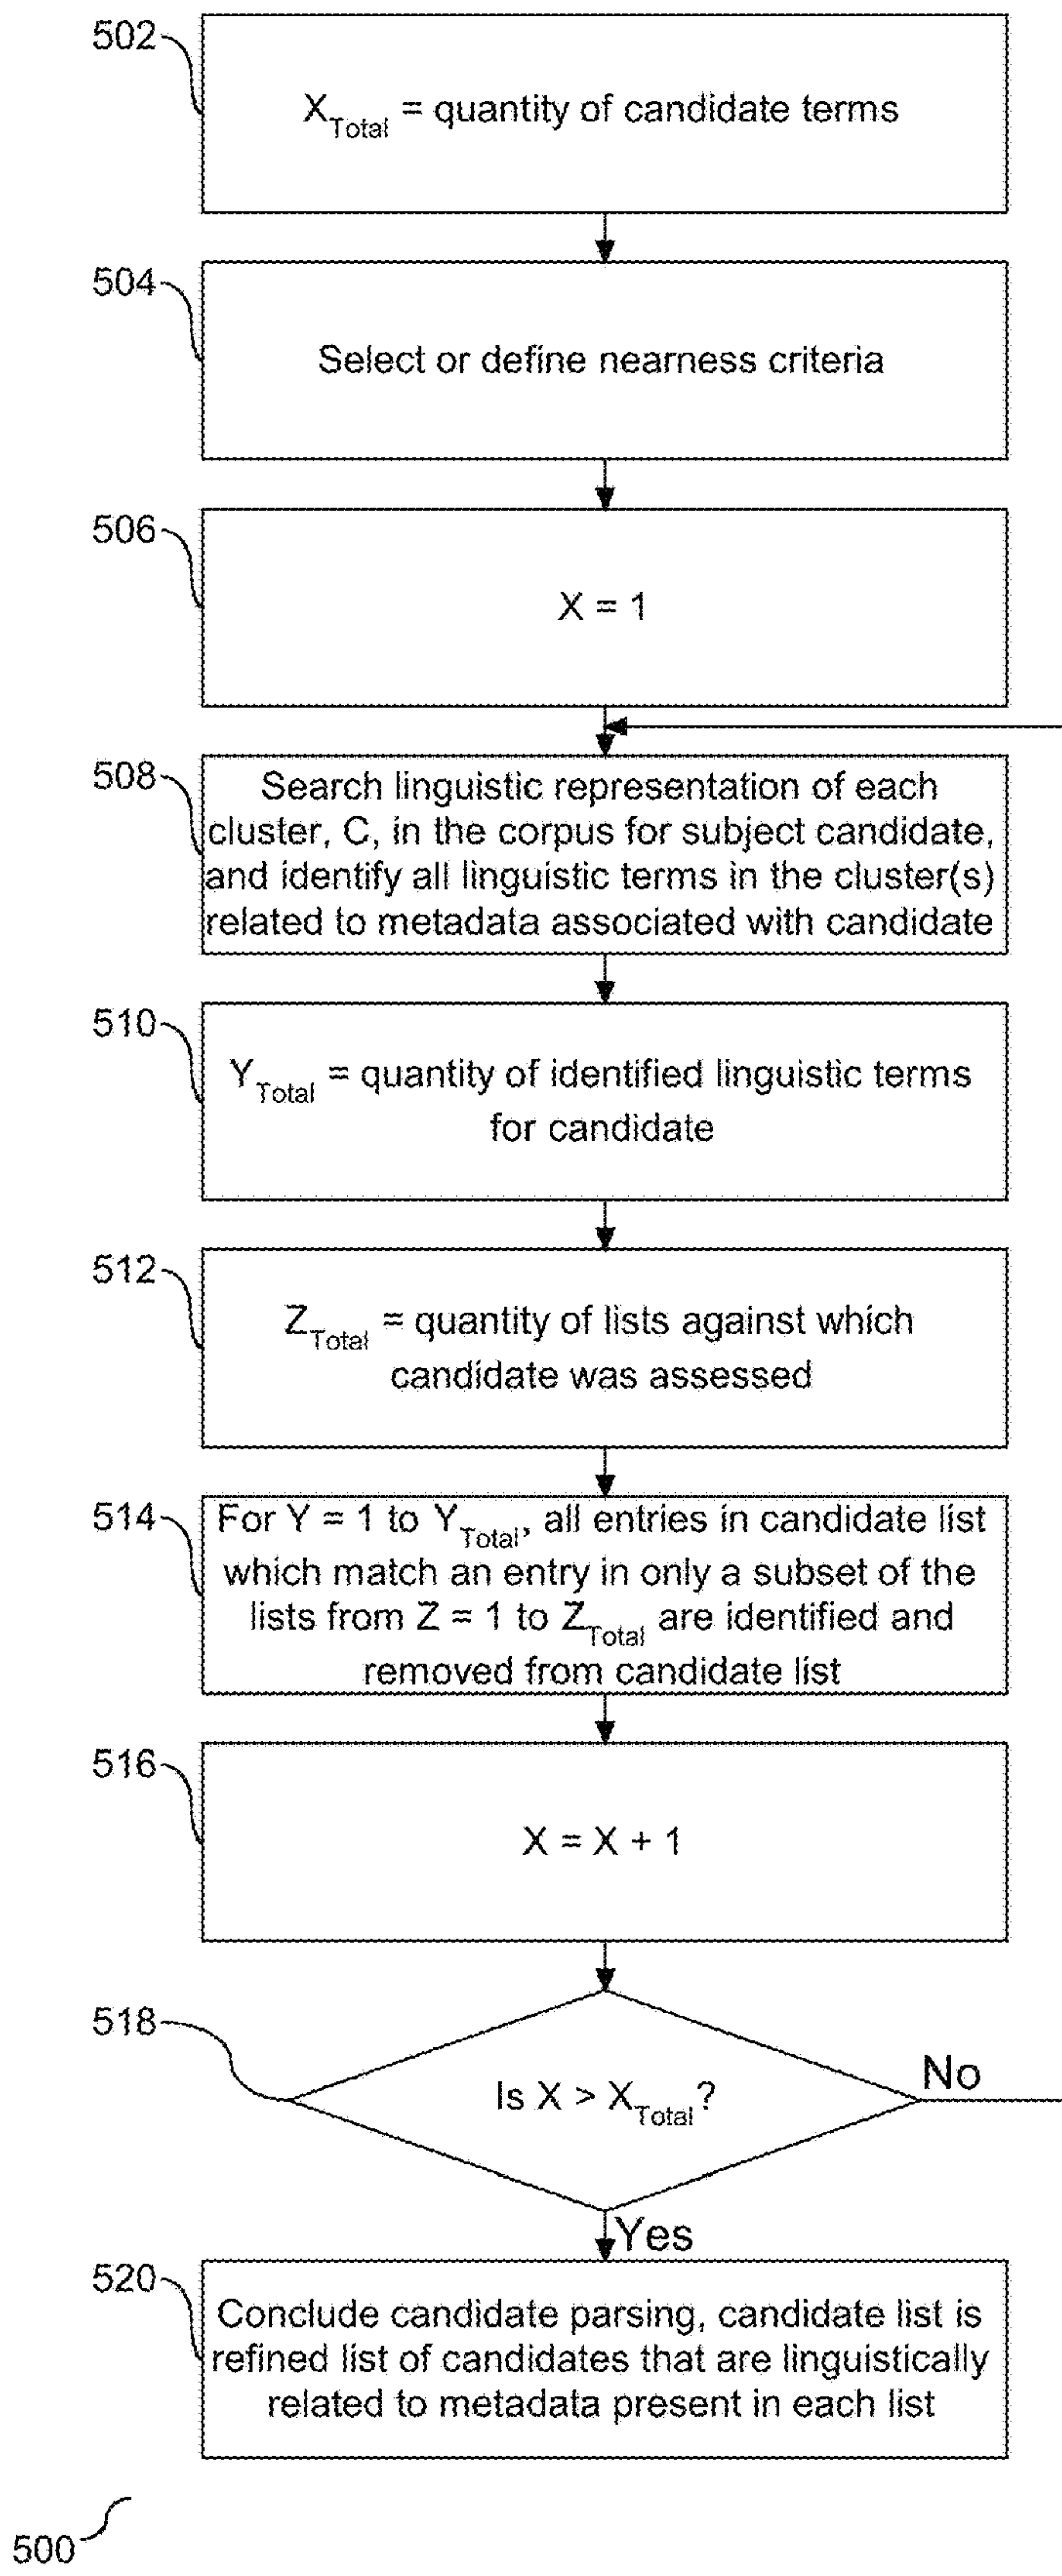 502
X_Total = quantity of candidate terms
504
Select or define nearness criteria
506
X = 1
508
Search linguistic representation of each
cluster, C, in the corpus for subject candidate,
and identify all linguistic terms in the cluster(s)
related to metadata associated with candidate
510
Y_Total = quantity of identified linguistic terms
for candidate
512
Z_Total = quantity of lists against which
candidate was assessed
514
For Y = 1 to Y_Total, all entries in candidate list
which match an entry in only a subset of the
lists from Z = 1 to Z_Total are identified and
removed from candidate list
516
X = X + 1
518
Is X > X_Total?
No
Yes
520
Conclude candidate parsing, candidate list is
refined list of candidates that are linguistically
related to metadata present in each list
500